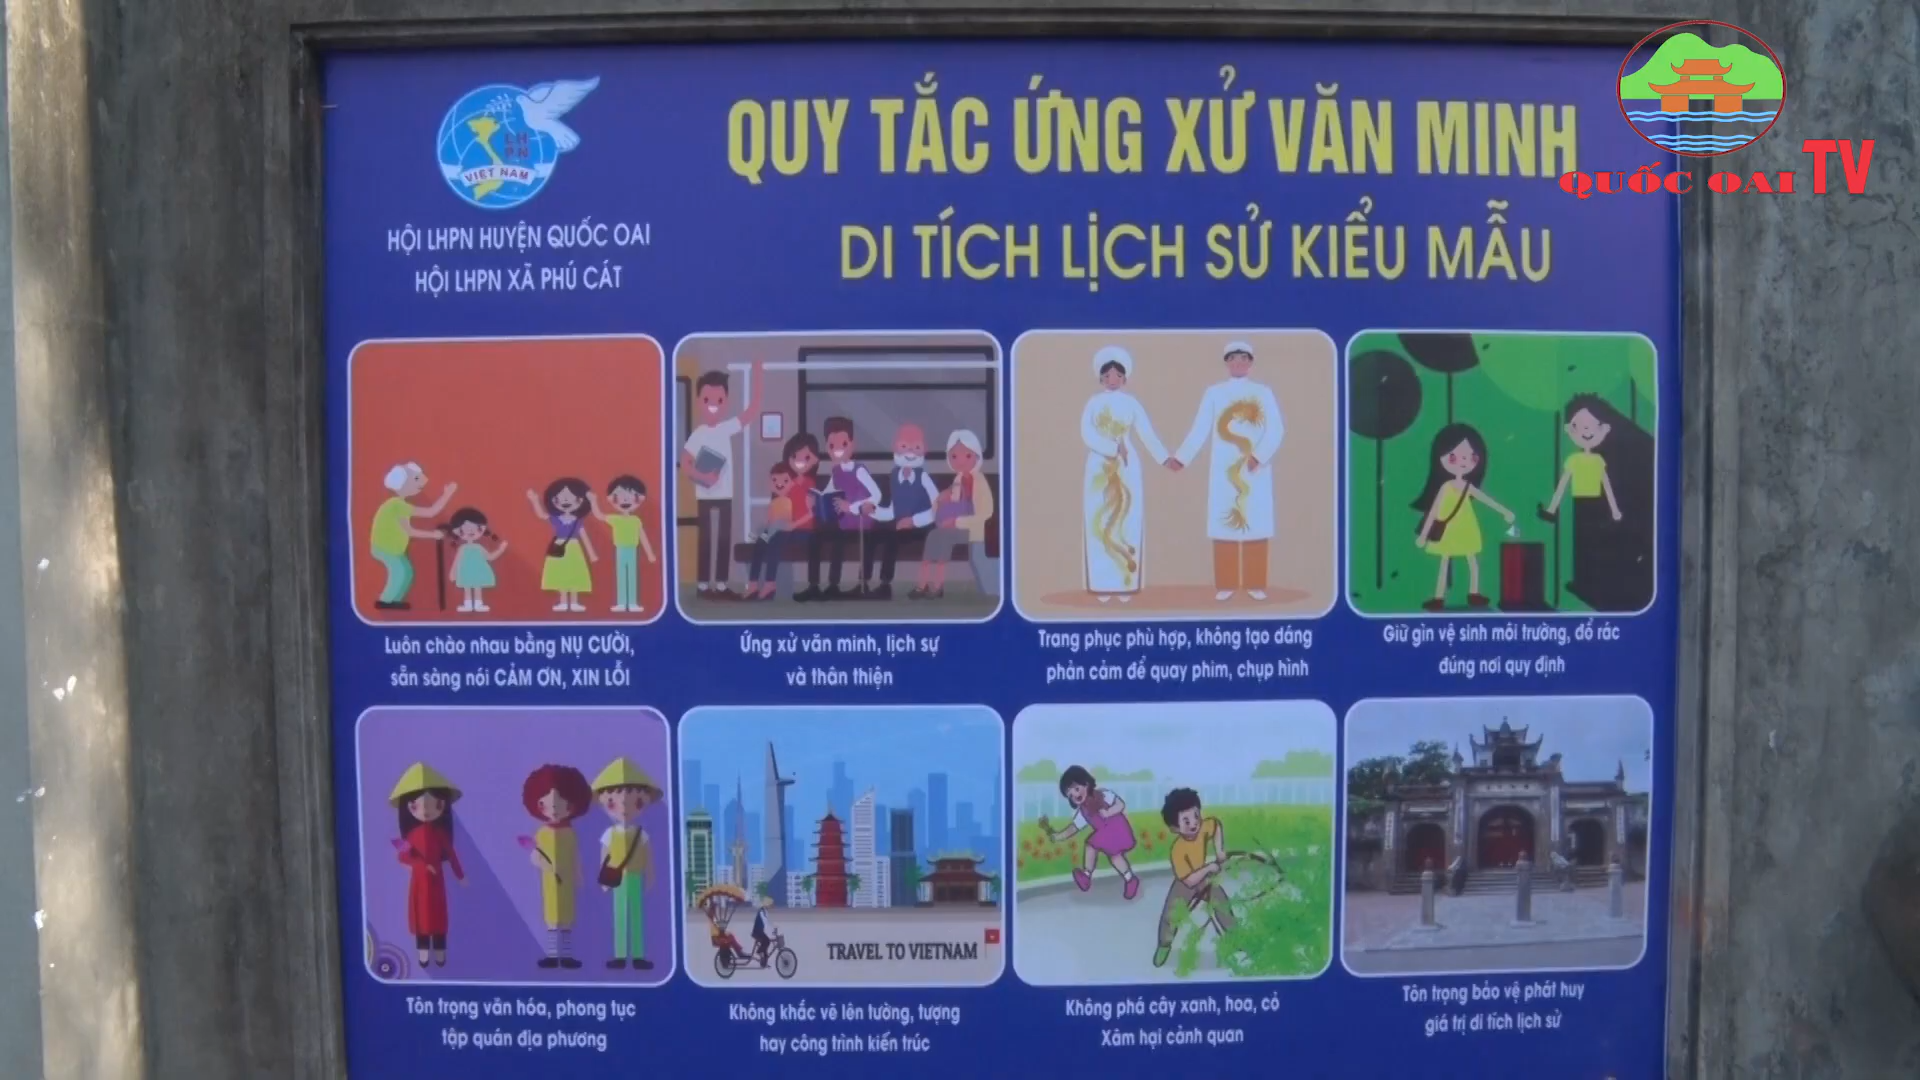 LH
PN
VIỆT NAM
HỘI LHPN HUYỆN QUỐC OAI
HỘI LHPN XÃ PHÚ CÁT
QUY TẮC ỨNG XỬ VĂN MINH
DI TÍCH LỊCH SỬ KIỂU MẪU
QUỐC OAI TV
Luôn chào nhau bằng NỤ CƯỜI,
sẵn sàng nói CẢM ƠN, XIN LỖI
Ứng xử văn minh, lịch sự
và thân thiện
Trang phục phù hợp, không tạo dáng
phản cảm để quay phim, chụp hình
Giữ gìn vệ sinh môi trường, đổ rác
đúng nơi quy định
TRAVEL TO VIETNAM
Tôn trọng văn hóa, phong tục
tập quán địa phương
Không khắc vẽ lên tường, tượng
hay công trình kiến trúc
Không phá cây xanh, hoa, cỏ
Xâm hại cảnh quan
Tôn trọng bảo vệ phát huy
giá trị di tích lịch sử